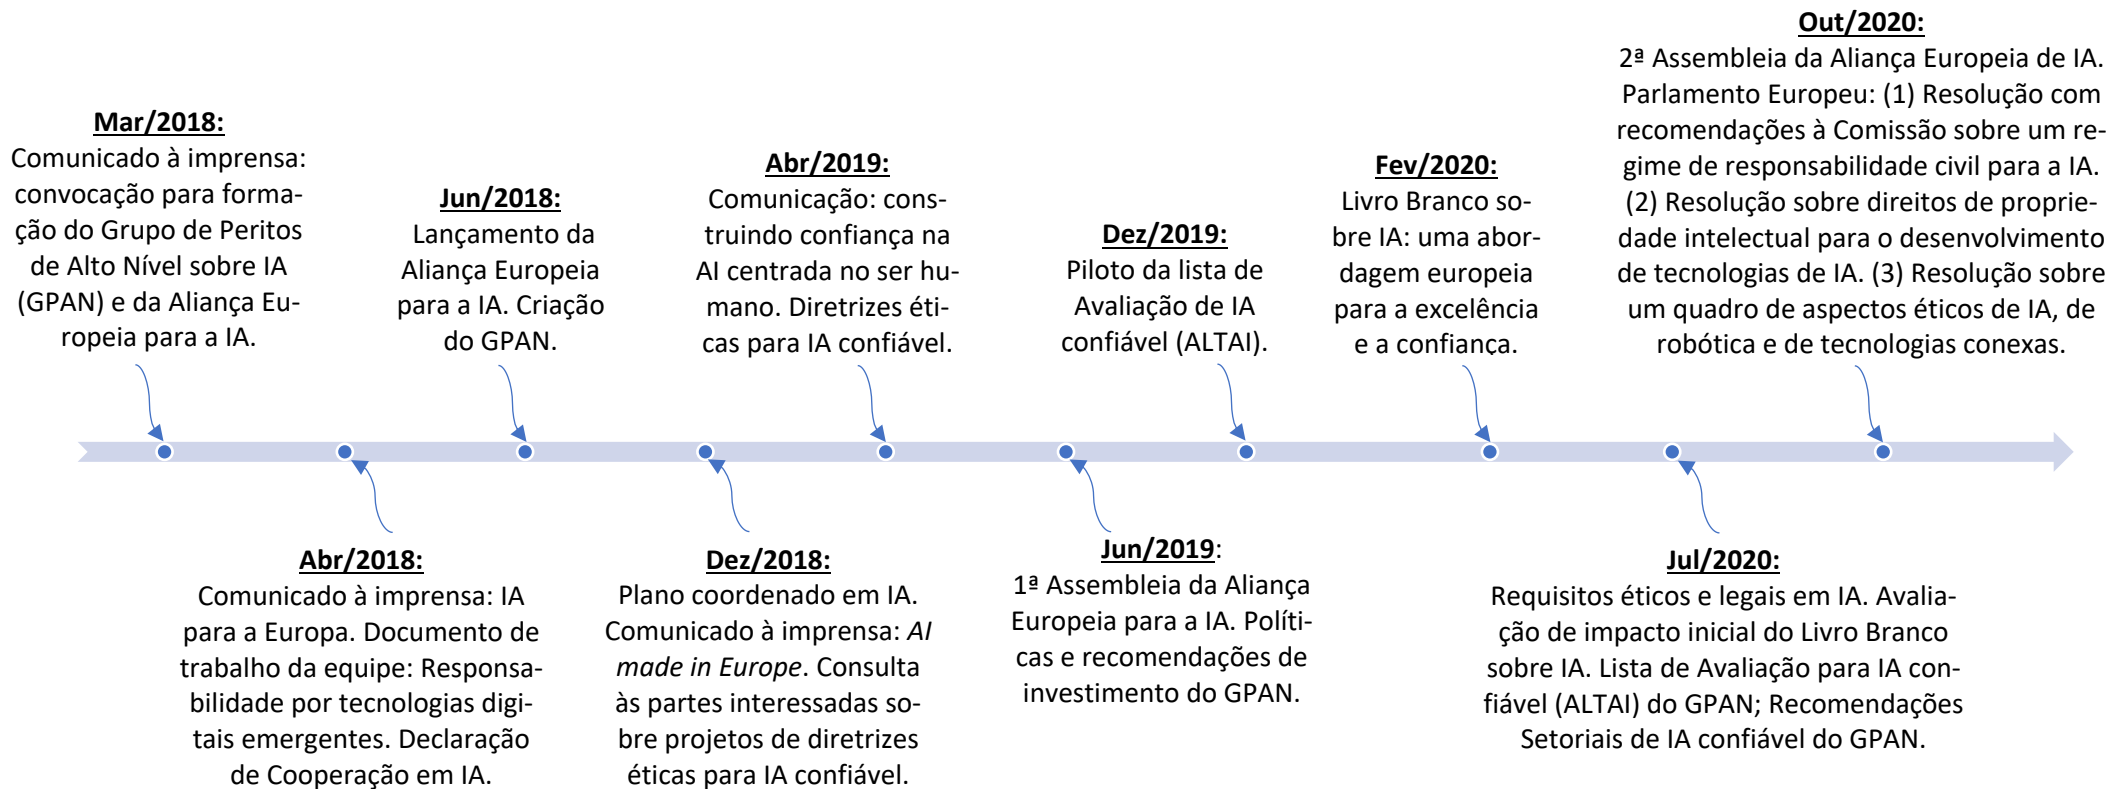 Mar/2018:
Comunicado à imprensa:
convocação para forma-
ção do Grupo de Peritos
de Alto Nível sobre IA
(GPAN) e da Aliança Eu-
ropeia para a IA.
Abr/2018:
Comunicado à imprensa: IA
para a Europa. Documento de
trabalho da equipe: Responsa-
bilidade por tecnologias digi-
tais emergentes. Declaração
de Cooperação em IA.
Jun/2018:
Lançamento da
Aliança Europeia
para a IA. Criação
do GPAN.
Dez/2018:
Plano coordenado em IA.
Comunicado à imprensa: AI
made in Europe. Consulta
às partes interessadas so-
bre projetos de diretrizes
éticas para IA confiável.
Abr/2019:
Comunicação: cons-
truindo confiança na
AI centrada no ser hu-
mano. Diretrizes éti-
cas para IA confiável.
Jun/2019:
1ª Assembleia da Aliança
Europeia para a IA. Políti-
cas e recomendações de
investimento do GPAN.
Dez/2019:
Piloto da lista de
Avaliação de IA
confiável (ALTAI).
Fev/2020:
Livro Branco so-
bre IA: uma abor-
dagem europeia
para a excelência
e a confiança.
Jul/2020:
Requisitos éticos e legais em IA. Avalia-
ção de impacto inicial do Livro Branco
sobre IA. Lista de Avaliação para IA con-
fiável (ALTAI) do GPAN; Recomendações
Setoriais de IA confiável do GPAN.
Out/2020:
2ª Assembleia da Aliança Europeia de IA.
Parlamento Europeu: (1) Resolução com
recomendações à Comissão sobre um re-
gime de responsabilidade civil para a IA.
(2) Resolução sobre direitos de proprie-
dade intelectual para o desenvolvimento
de tecnologias de IA. (3) Resolução sobre
um quadro de aspectos éticos de IA, de
robótica e de tecnologias conexas.